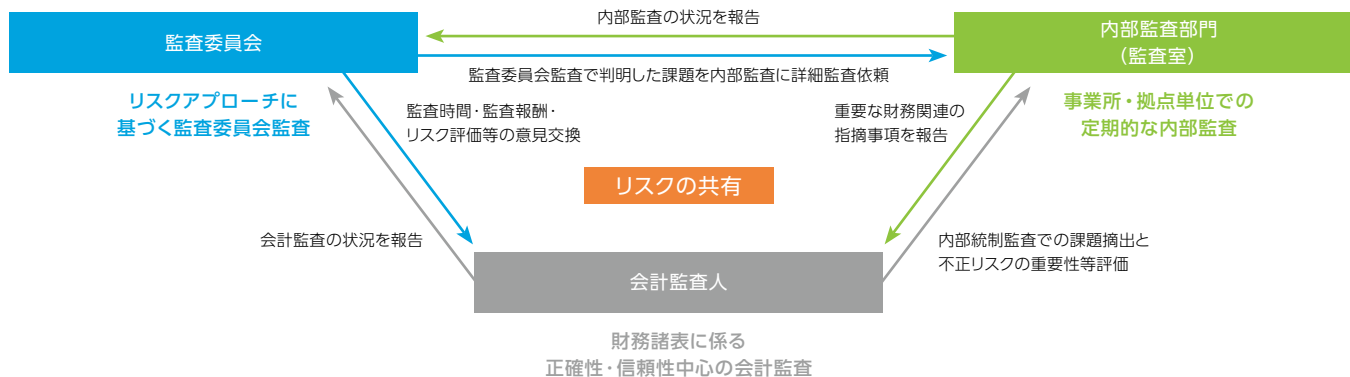 内部監査の状況を報告
監査委員会
内部監査部門
(監査室)
監査委員会監査で判明した課題を内部監査に詳細監査依頼
リスクアプローチに
基づく監査委員会監査
監査時間・監査報酬・
リスク評価等の意見交換
重要な財務関連の
指摘事項を報告
事業所・拠点単位での
定期的な内部監査
リスクの共有
会計監査の状況を報告
内部統制監査での課題摘出と
不正リスクの重要性等評価
会計監査人
財務諸表に係る
正確性・信頼性中心の会計監査